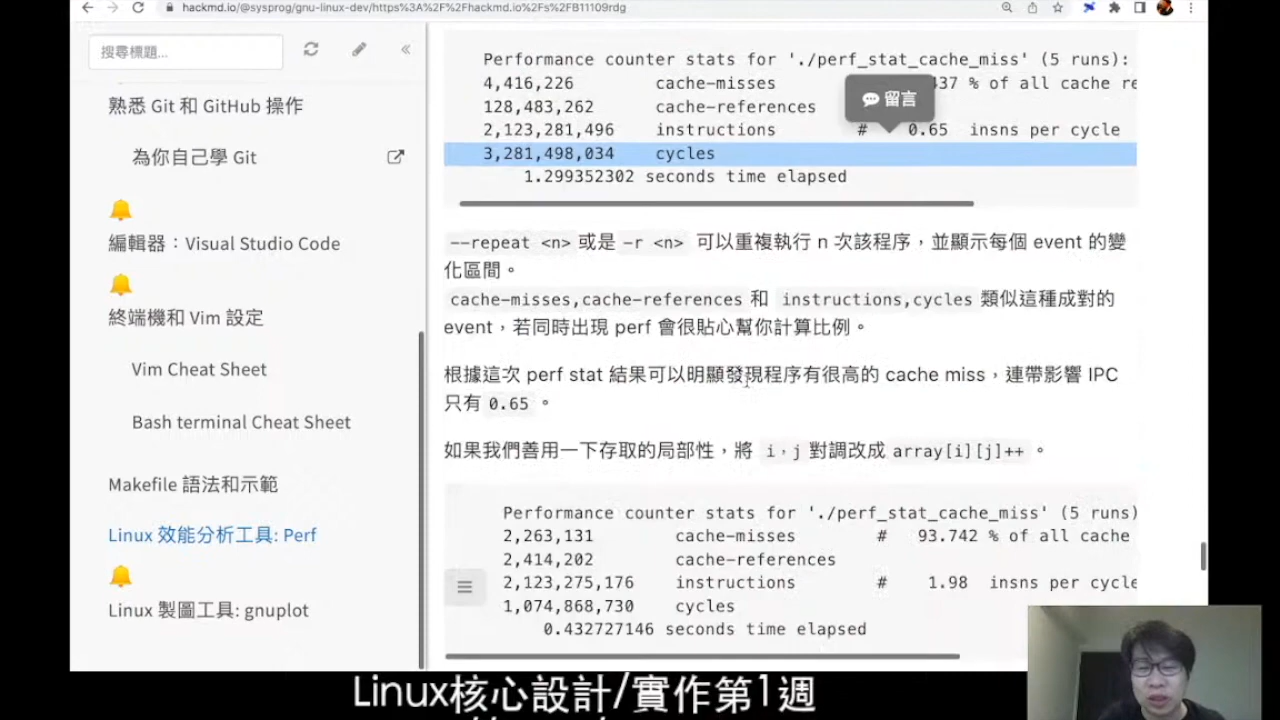 hackmd.io/@sysprog/gnu-linux-dev/https%3A%2F%2Fhackmd.io%2Fs%2FB11109rdg
搜尋標題...
熟悉 Git 和 GitHub 操作
為你自己學 Git
編輯器：Visual Studio Code
終端機和 Vim 設定
Vim Cheat Sheet
Bash terminal Cheat Sheet
Makefile 語法和示範
Linux 效能分析工具: Perf
Linux 製圖工具: gnuplot
Performance counter stats for './perf_stat_cache_miss' (5 runs):
4,416,226 cache-misses 437 % of all cache re
留言
128,483,262 cache-references
2,123,281,496 instructions # 0.65 insns per cycle
3,281,498,034 cycles
1.299352302 seconds time elapsed
--repeat <n> 或是 -r <n> 可以重複執行 n 次該程序，並顯示每個 event 的變
化區間。
cache-misses,cache-references 和 instructions,cycles 類似這種成對的
event，若同時出現 perf 會很貼心幫你計算比例。
根據這次 perf stat 結果可以明顯發現程序有很高的 cache miss，連帶影響 IPC
只有 0.65 。
如果我們善用一下存取的局部性，將 i，j 對調改成 array[i][j]++ 。
Performance counter stats for './perf_stat_cache_miss' (5 runs)
2,263,131 cache-misses # 93.742 % of all cache
2,414,202 cache-references
2,123,275,176 instructions # 1.98 insns per cycle
1,074,868,730 cycles
0.432727146 seconds time elapsed
Linux核心設計/實作第1週